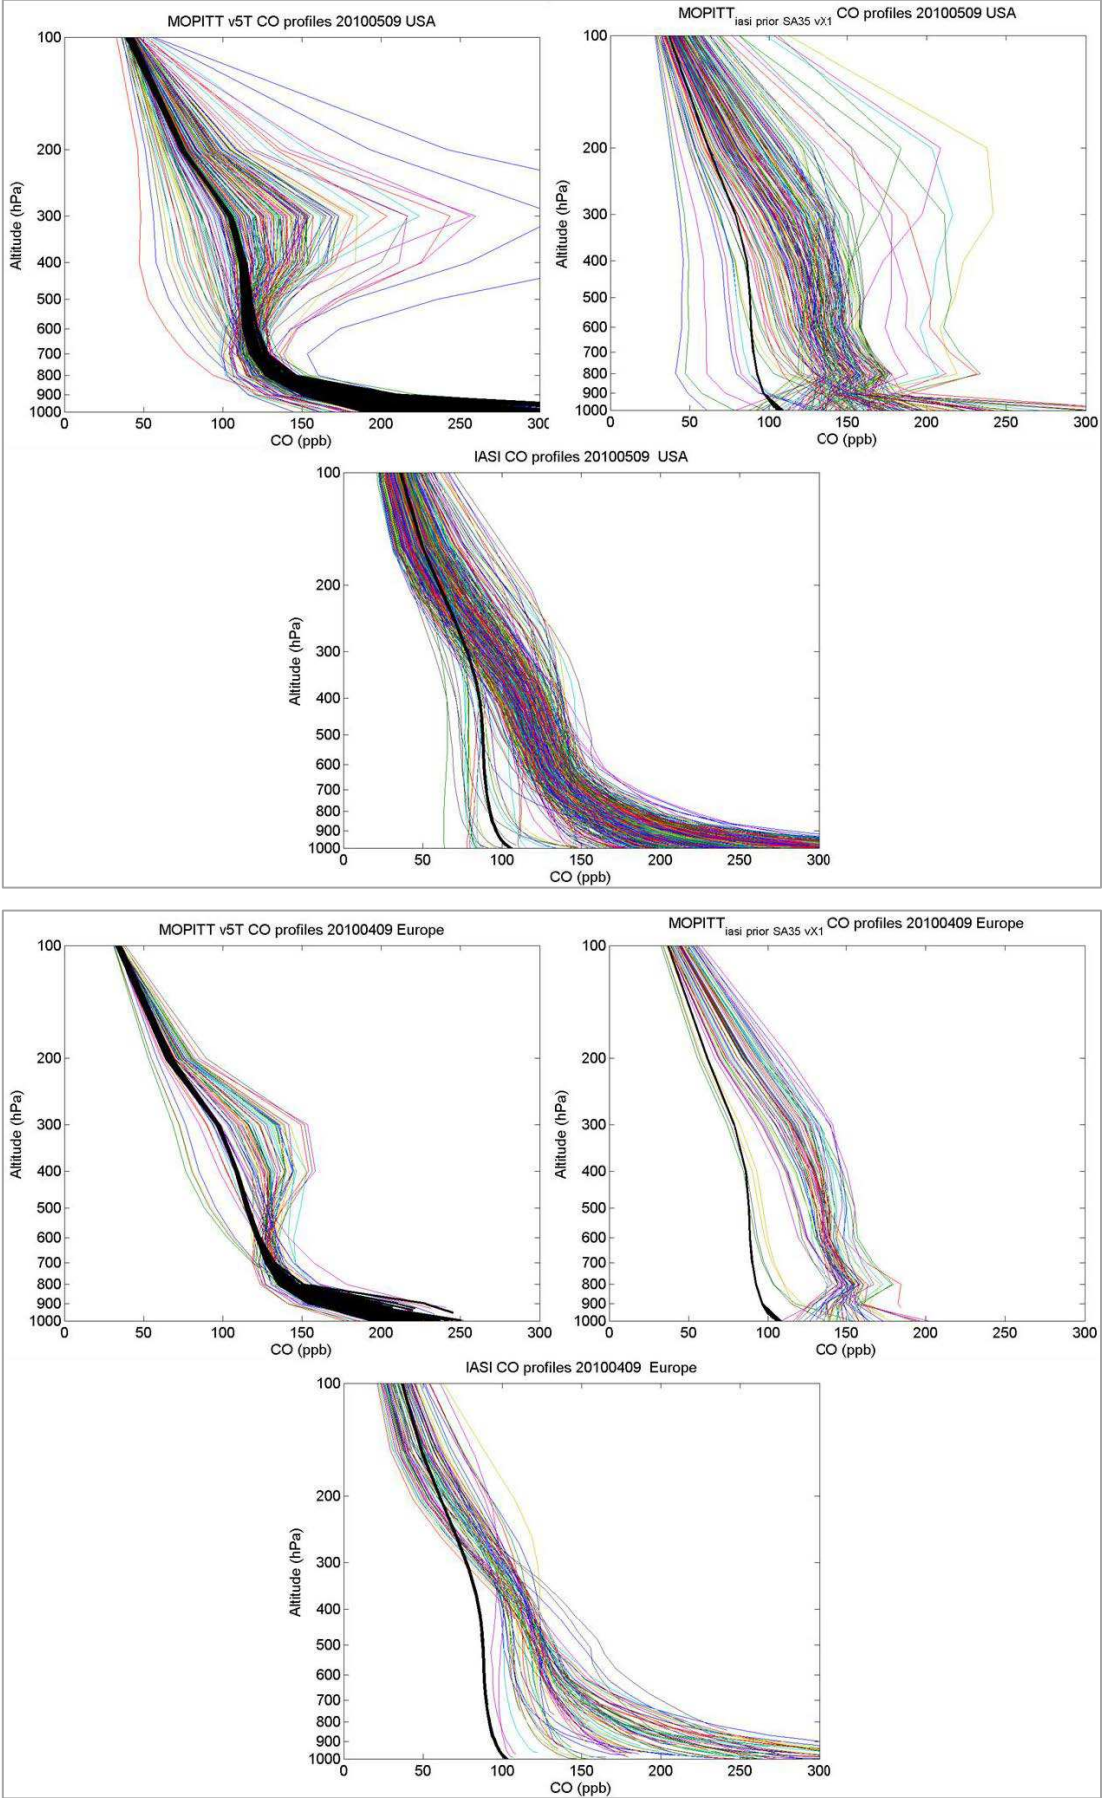 MOPITT v5T CO profiles 20100509 USA
100
200
300
400
500
600
700
800
900
1000
0 50 100 150 200 250 300
Altitude (hPa)
CO (ppb)
MOPITT iasi prior SA35 vX1 CO profiles 20100509 USA
100
200
300
400
500
600
700
800
900
1000
0 50 100 150 200 250 300
Altitude (hPa)
CO (ppb)
IASI CO profiles 20100509 USA
100
200
300
400
500
600
700
800
900
1000
0 50 100 150 200 250 300
Altitude (hPa)
CO (ppb)
MOPITT v5T CO profiles 20100409 Europe
100
200
300
400
500
600
700
800
900
1000
0 50 100 150 200 250 300
Altitude (hPa)
CO (ppb)
MOPITT iasi prior SA35 vX1 CO profiles 20100409 Europe
100
200
300
400
500
600
700
800
900
1000
0 50 100 150 200 250 300
Altitude (hPa)
CO (ppb)
IASI CO profiles 20100409 Europe
100
200
300
400
500
600
700
800
900
1000
0 50 100 150 200 250 300
Altitude (hPa)
CO (ppb)